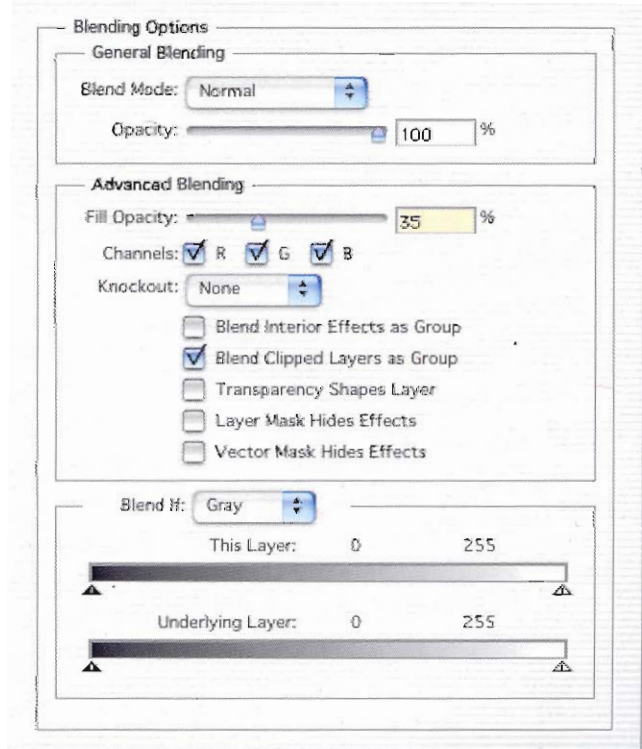 Blending Options
General Blending
Blend Mode: Normal
Opacity: 100 %
Advanced Blending
Fill Opacity: 35 %
Channels: R G B
Knockout: None
Blend Interior Effects as Group
Blend Clipped Layers as Group
Transparency Shapes Layer
Layer Mask Hides Effects
Vector Mask Hides Effects
Blend If: Gray
This Layer: 0 255
Underlying Layer: 0 255